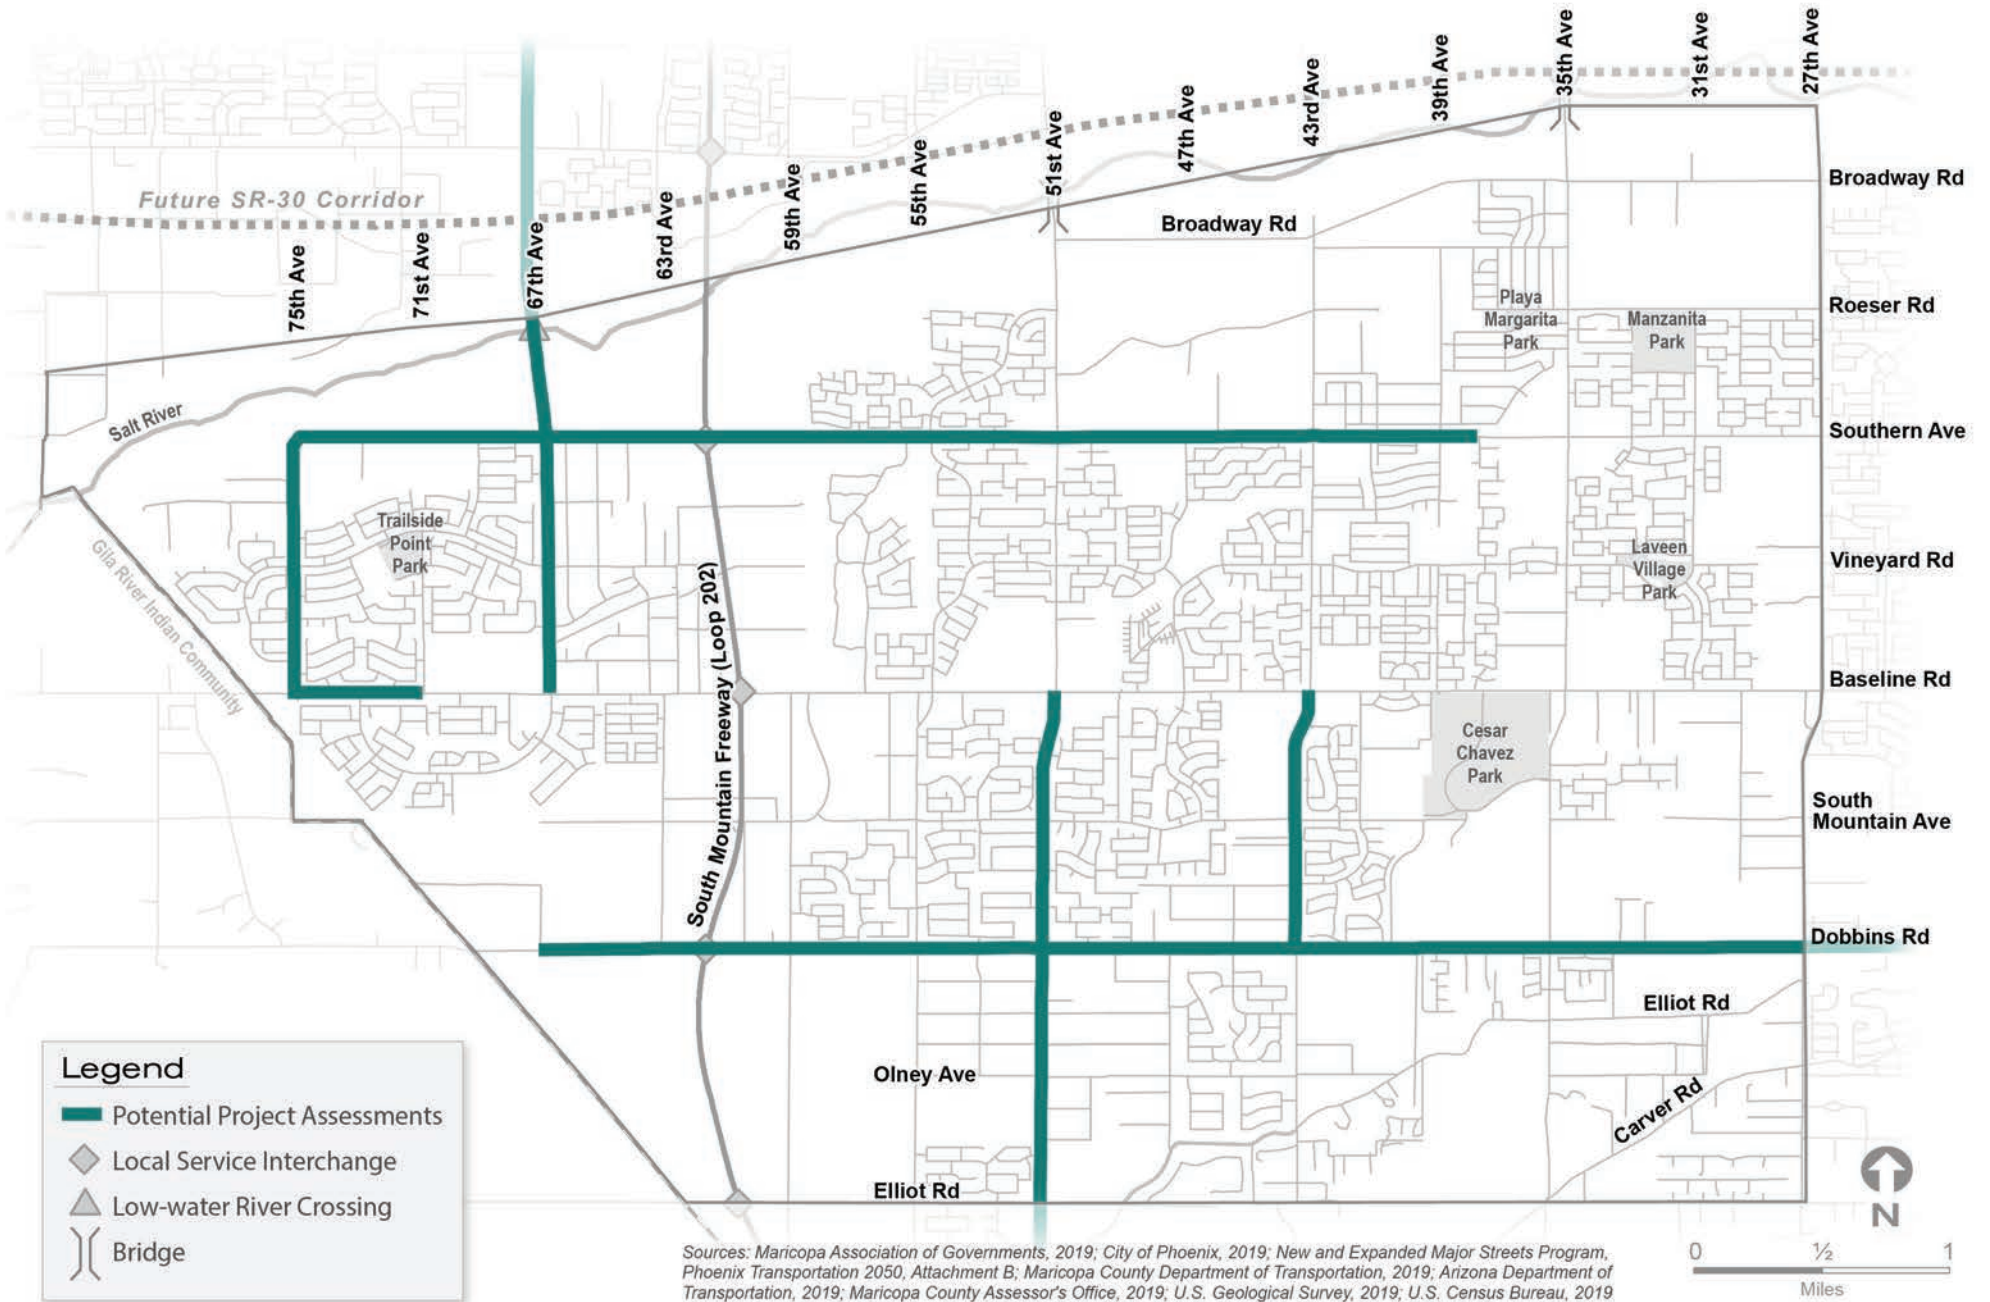 35th Ave
31st Ave
27th Ave
39th Ave
43rd Ave
47th Ave
51st Ave
55th Ave
59th Ave
63rd Ave
67th Ave
71st Ave
75th Ave
Future SR-30 Corridor
Broadway Rd
Broadway Rd
Roeser Rd
Playa
Margarita
Park
Manzanita
Park
Salt River
Southern Ave
Trailside
Point
Park
Laveen
Village
Park
Vineyard Rd
Gila River Indian Community
South Mountain Freeway (Loop 202)
Baseline Rd
Cesar
Chavez
Park
South
Mountain Ave
Dobbins Rd
Elliot Rd
Olney Ave
Carver Rd
Elliot Rd
Legend
Potential Project Assessments
Local Service Interchange
Low-water River Crossing
Bridge
N
0 ½ 1
Miles
Sources: Maricopa Association of Governments, 2019; City of Phoenix, 2019; New and Expanded Major Streets Program,
Phoenix Transportation 2050, Attachment B; Maricopa County Department of Transportation, 2019; Arizona Department of
Transportation, 2019; Maricopa County Assessor's Office, 2019; U.S. Geological Survey, 2019; U.S. Census Bureau, 2019